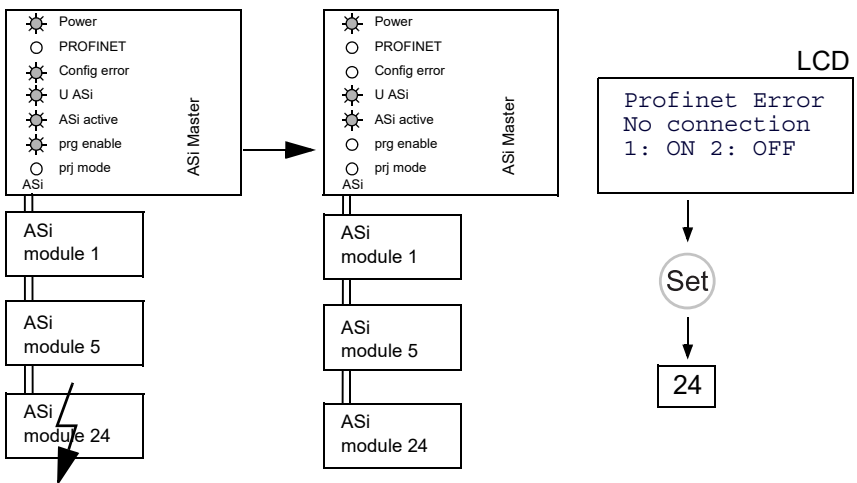 Power
PROFINET
Config error
U ASi
ASi active
prg enable
prj mode
ASi
ASi Master
ASi
module 1
ASi
module 5
ASi
module 24
Power
PROFINET
Config error
U ASi
ASi active
prg enable
prj mode
ASi
ASi Master
ASi
module 1
ASi
module 5
ASi
module 24
LCD
Profinet Error
No connection
1: ON 2: OFF
Set
24